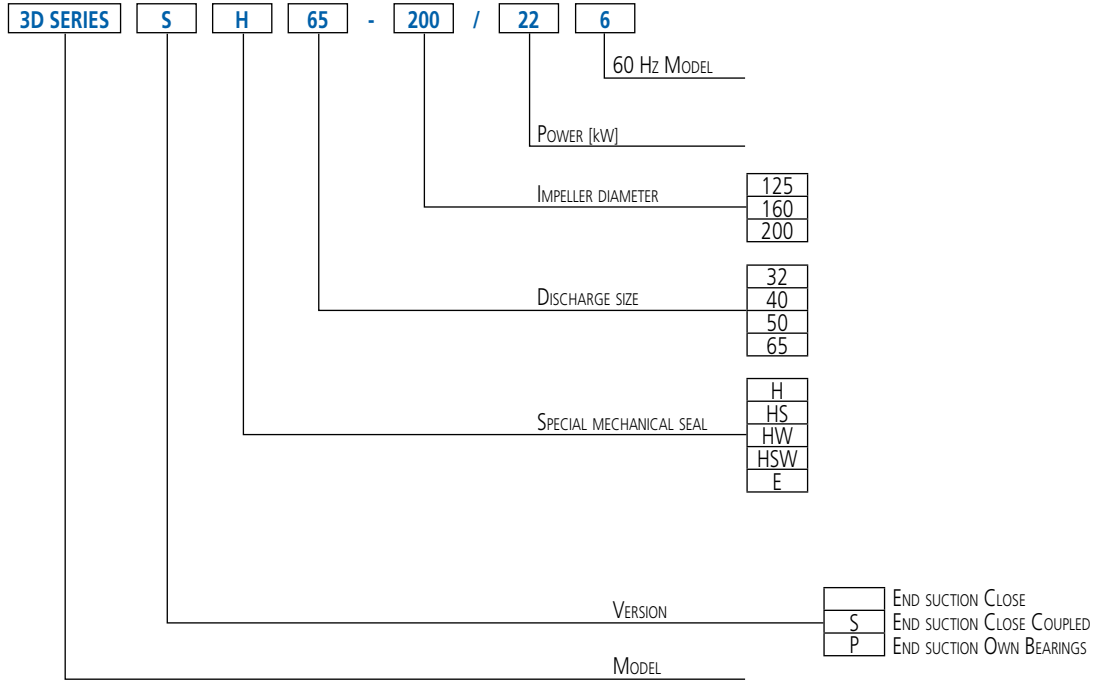 3D SERIES S H 65 - 200 / 22 6
60 Hz Model
Power [kW]
Impeller diameter
125
160
200
Discharge size
32
40
50
65
Special mechanical seal
H
HS
HW
HSW
E
Version
End suction Close
S End suction Close Coupled
P End suction Own Bearings
Model